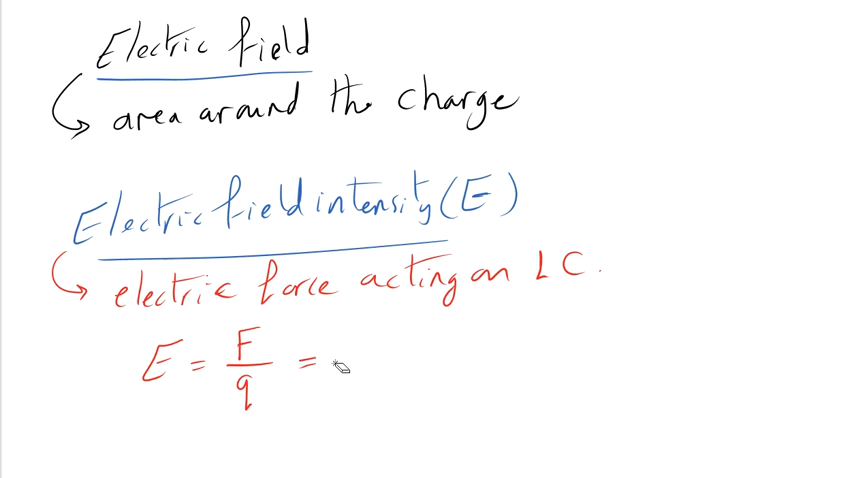 Electric field
area around the charge
Electric field intensity (E)
electric force acting on 1 C.
E = F/q =